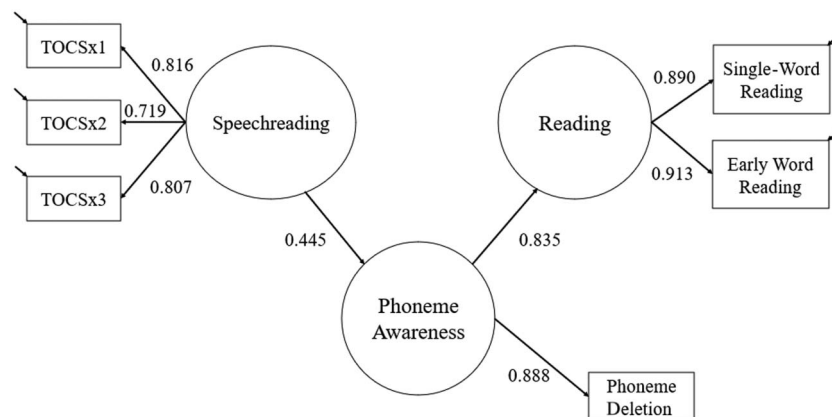 TOCSx1
0.816
TOCSx2
0.719
TOCSx3
0.807
Speechreading
Reading
0.890
Single-Word
Reading
0.913
Early Word
Reading
0.445
0.835
Phoneme
Awareness
0.888
Phoneme
Deletion